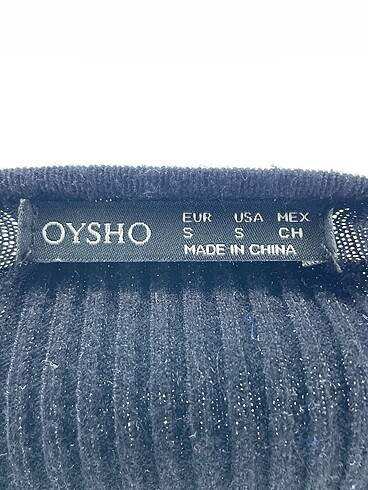 OYSHO
EUR USA MEX
S S CH
MADE IN CHINA